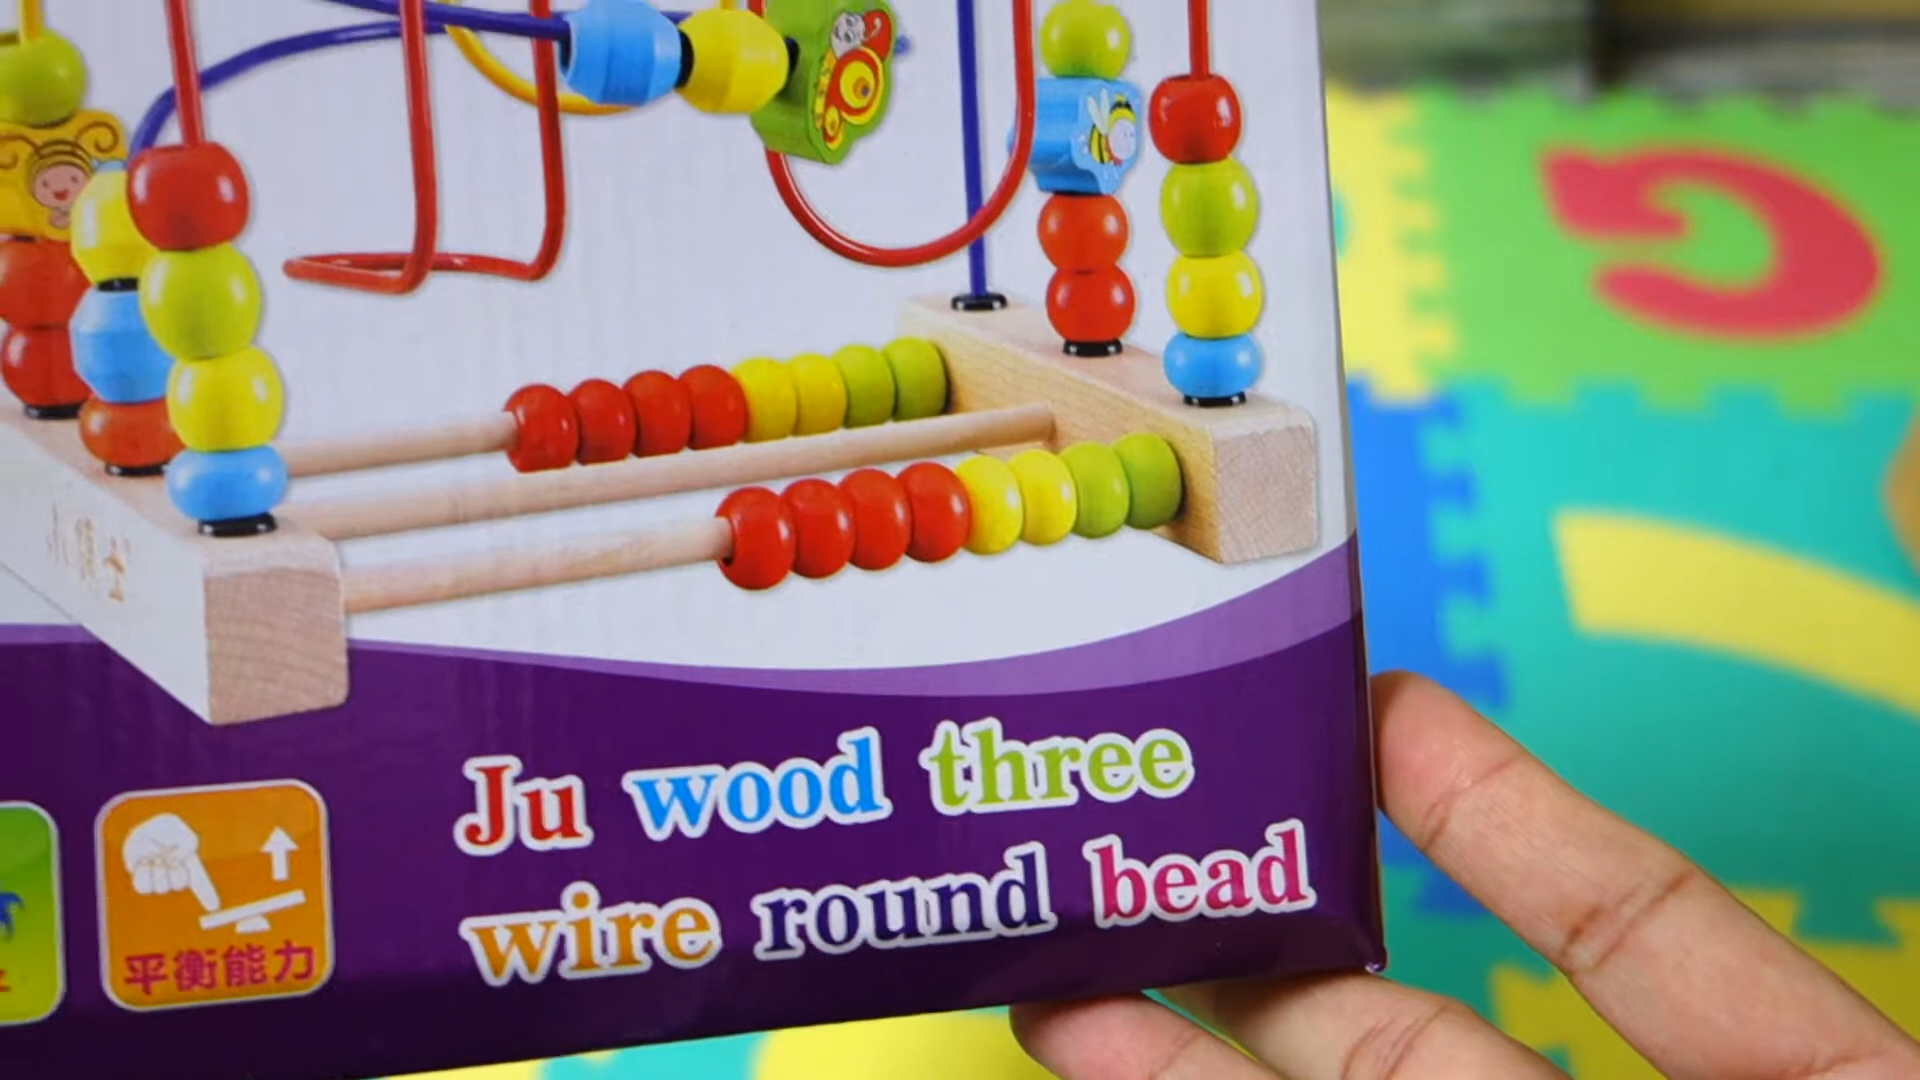 Ju wood three
wire round bead
平衡能力
G